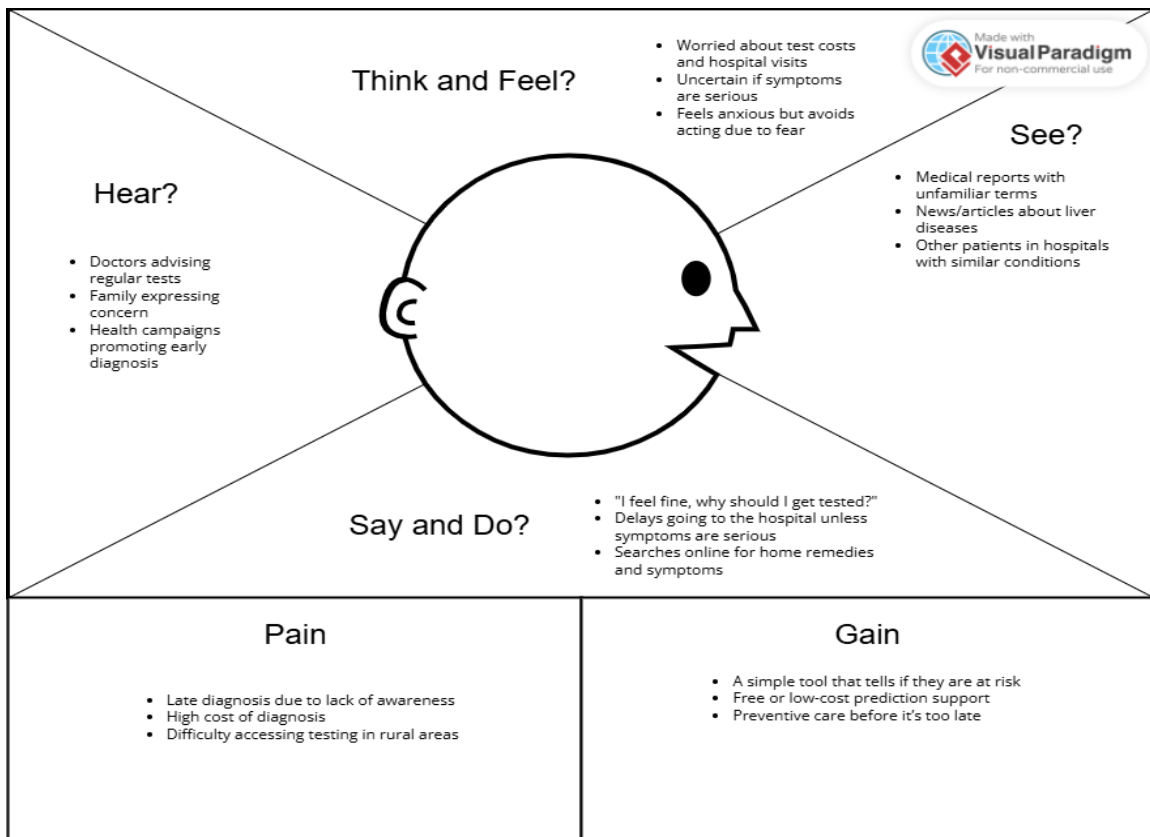 Made with
Visual Paradigm
For non-commercial use
Think and Feel?
• Worried about test costs
and hospital visits
• Uncertain if symptoms
are serious
• Feels anxious but avoids
acting due to fear
See?
• Medical reports with
unfamiliar terms
• News/articles about liver
diseases
• Other patients in hospitals
with similar conditions
Hear?
• Doctors advising
regular tests
• Family expressing
concern
• Health campaigns
promoting early
diagnosis
Say and Do?
• "I feel fine, why should I get tested?"
• Delays going to the hospital unless
symptoms are serious
• Searches online for home remedies
and symptoms
Pain
• Late diagnosis due to lack of awareness
• High cost of diagnosis
• Difficulty accessing testing in rural areas
Gain
• A simple tool that tells if they are at risk
• Free or low-cost prediction support
• Preventive care before it's too late